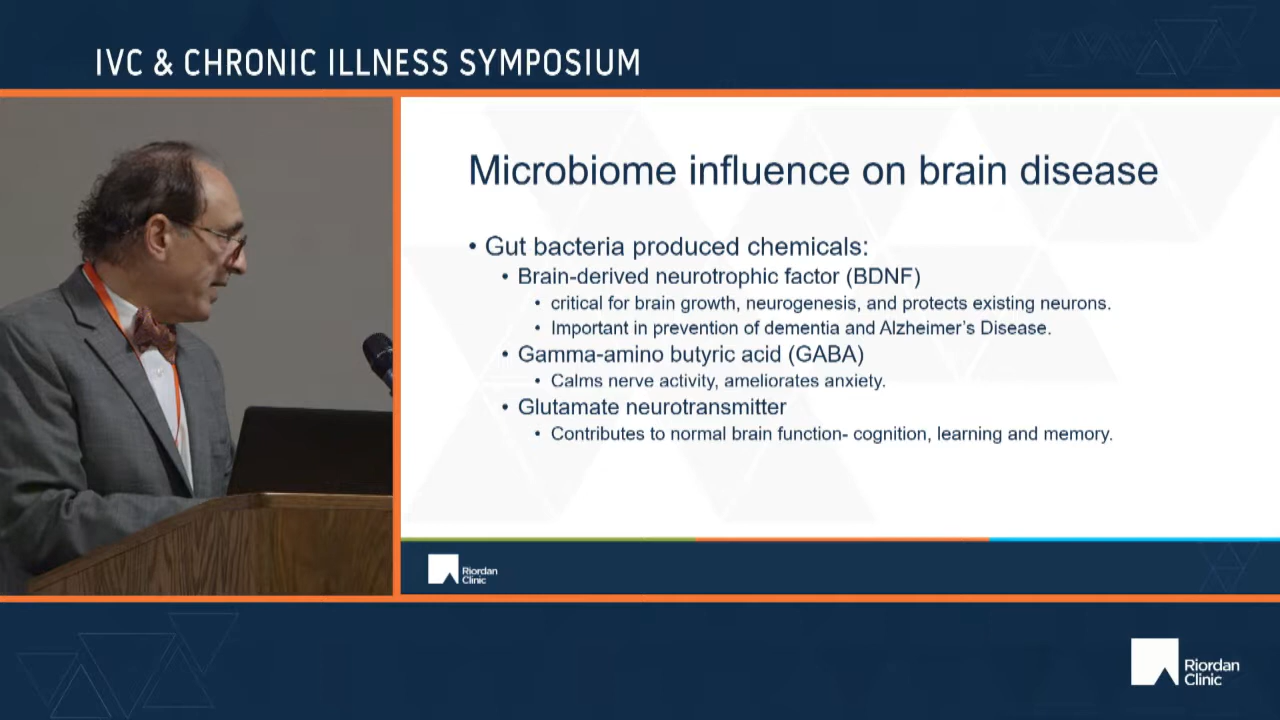 IVC & CHRONIC ILLNESS SYMPOSIUM
Microbiome influence on brain disease
• Gut bacteria produced chemicals:
• Brain-derived neurotrophic factor (BDNF)
• critical for brain growth, neurogenesis, and protects existing neurons.
• Important in prevention of dementia and Alzheimer's Disease.
• Gamma-amino butyric acid (GABA)
• Calms nerve activity, ameliorates anxiety.
• Glutamate neurotransmitter
• Contributes to normal brain function- cognition, learning and memory.
Riordan
Clinic
Riordan
Clinic